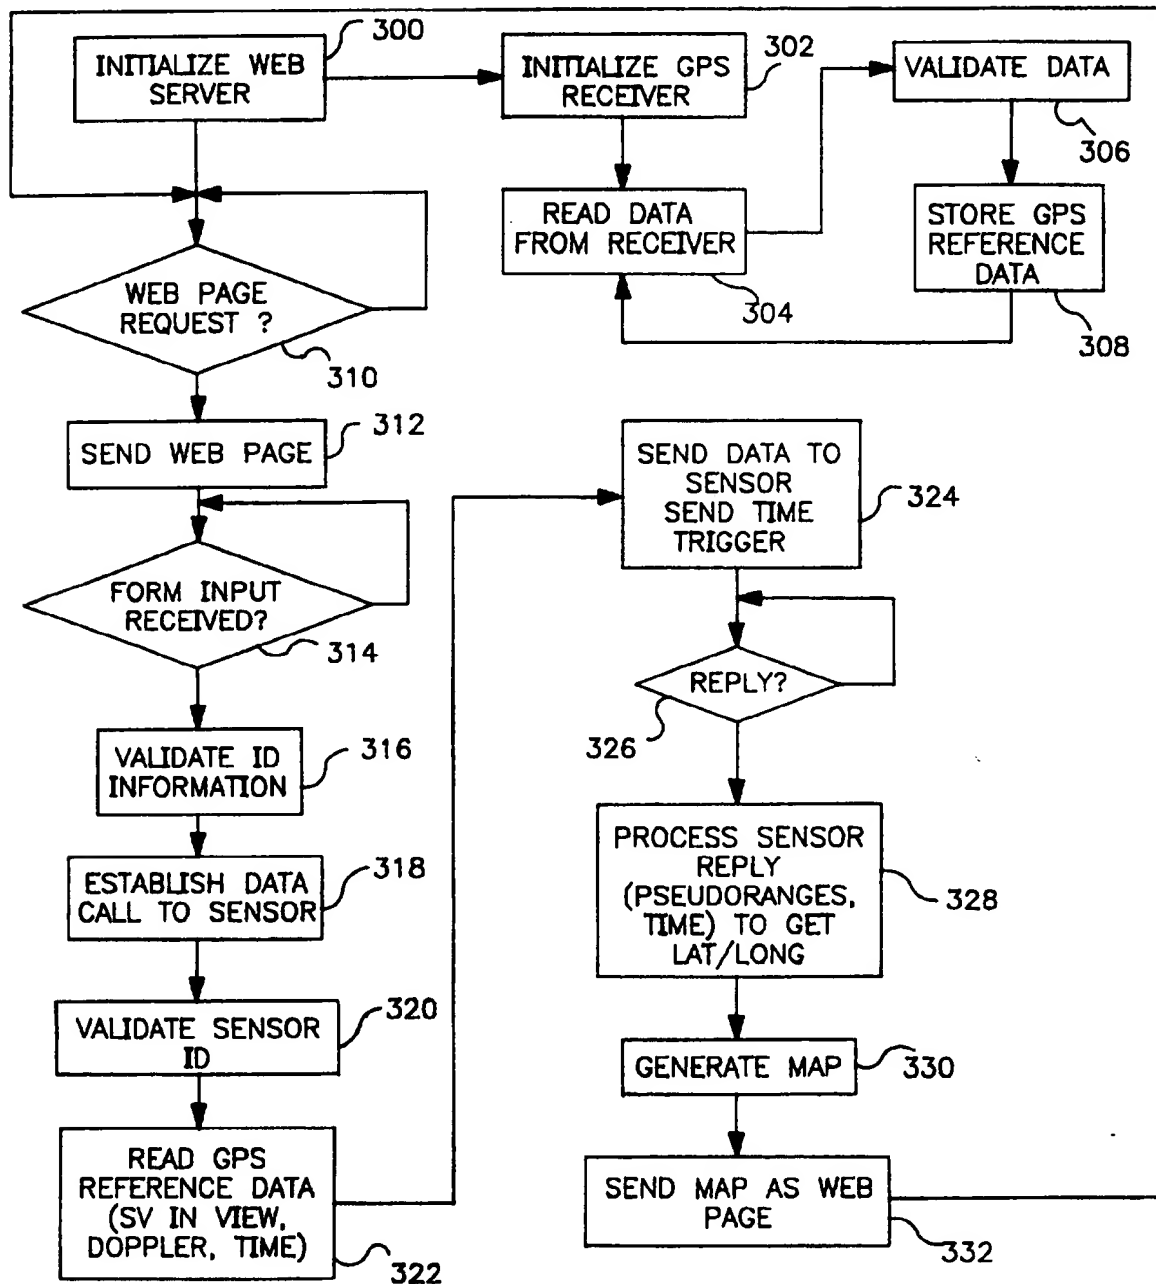 300
INITIALIZE WEB
SERVER
302
INITIALIZE GPS
RECEIVER
VALIDATE DATA
306
READ DATA
FROM RECEIVER
304
STORE GPS
REFERENCE
DATA
308
WEB PAGE
REQUEST ?
310
312
SEND WEB PAGE
FORM INPUT
RECEIVED?
314
VALIDATE ID
INFORMATION
316
ESTABLISH DATA
CALL TO SENSOR
318
VALIDATE SENSOR
ID
320
READ GPS
REFERENCE DATA
(SV IN VIEW,
DOPPLER, TIME)
322
SEND DATA TO
SENSOR
SEND TIME
TRIGGER
324
REPLY?
326
PROCESS SENSOR
REPLY
(PSEUDORANGES,
TIME) TO GET
LAT/LONG
328
GENERATE MAP
330
SEND MAP AS WEB
PAGE
332